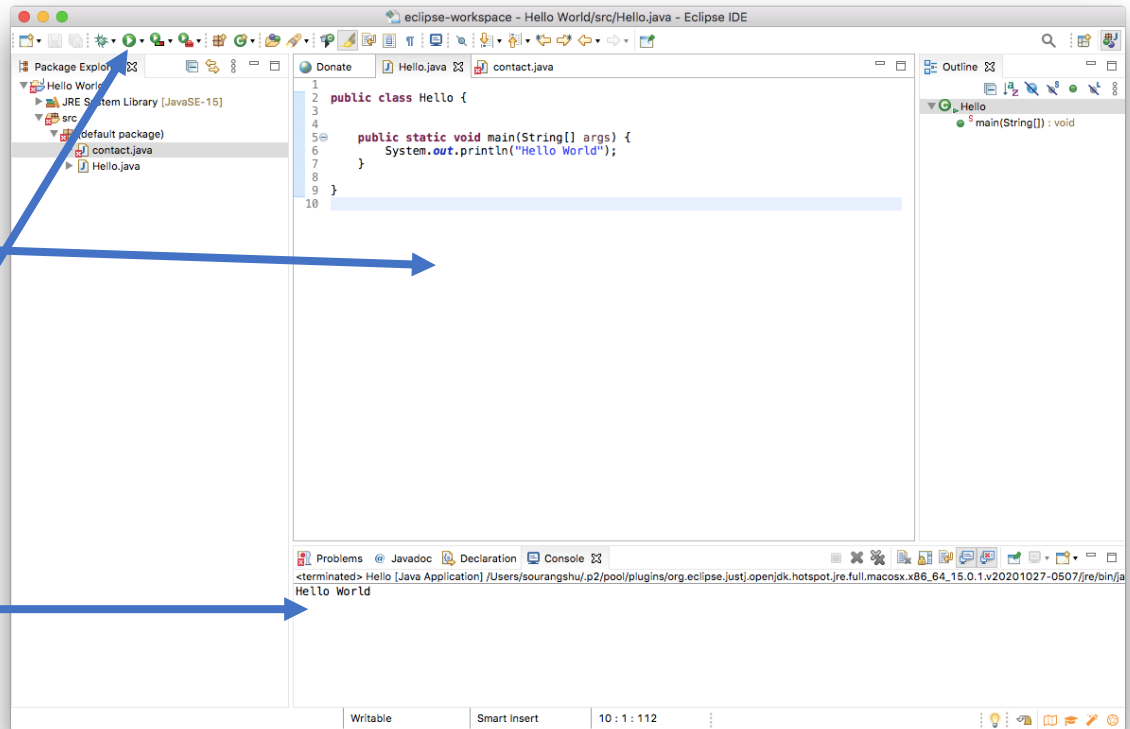 eclipse-workspace - Hello World/src/Hello.java - Eclipse IDE
Package Explor
Hello World
JRE System Library [JavaSE-15]
src
(default package)
contact.java
Hello.java
Donate
Hello.java
contact.java
1
2 public class Hello {
3
4
5 public static void main(String[] args) {
6 System.out.println("Hello World");
7 }
8
9 }
10
Outline
Hello
main(String[]) : void
Problems @ Javadoc Declaration Console
<terminated> Hello [Java Application] /Users/sourangshu/.p2/pool/plugins/org.eclipse.justj.openjdk.hotspot.jre.full.macosx.x86_64_15.0.1.v20201027-0507/jre/bin/ja
Hello World
Writable
Smart Insert
10 : 1 : 112